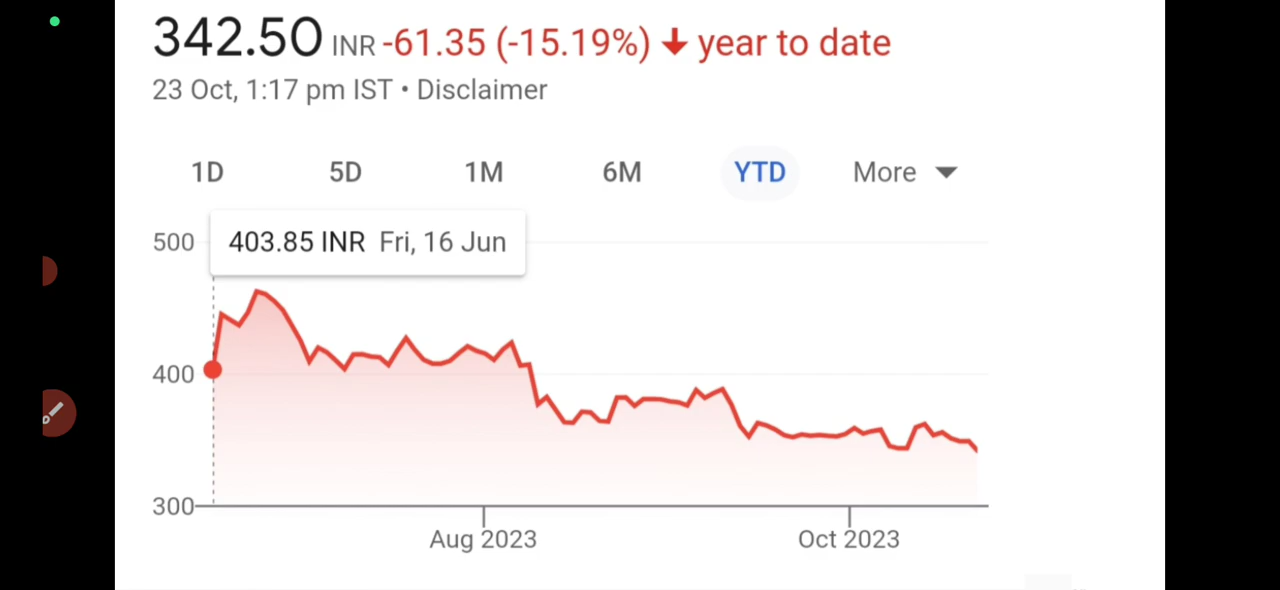 342.50 INR -61.35 (-15.19%) ↓ year to date
23 Oct, 1:17 pm IST • Disclaimer
1D 5D 1M 6M YTD More
403.85 INR Fri, 16 Jun
500
400
300
Aug 2023 Oct 2023